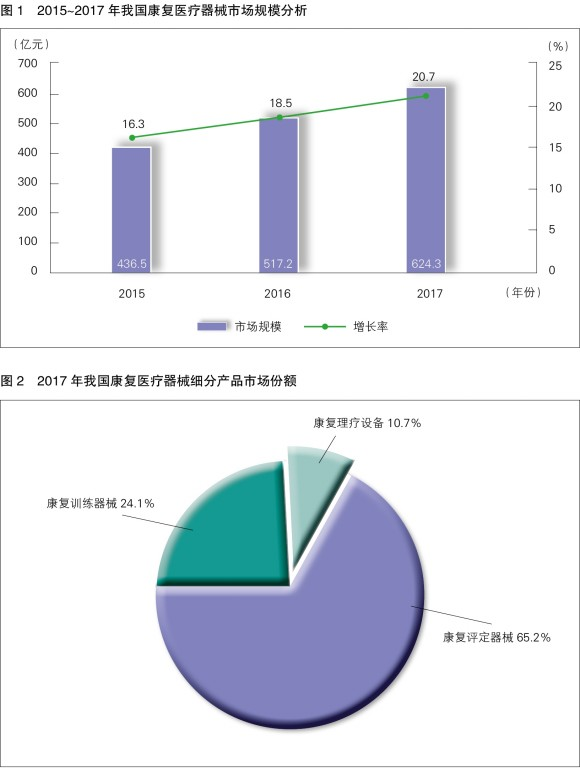 图 1 2015~2017 年我国康复医疗器械市场规模分析
(亿元) (%)
700 25
20.7
600 20
18.5
500
16.3
400 15
300 10
200
5
100
436.5 517.2 624.3
0 0
2015 2016 2017 (年份)
市场规模 增长率
图 2 2017 年我国康复医疗器械细分产品市场份额
康复理疗设备 10.7%
康复训练器械 24.1%
康复评定器械 65.2%